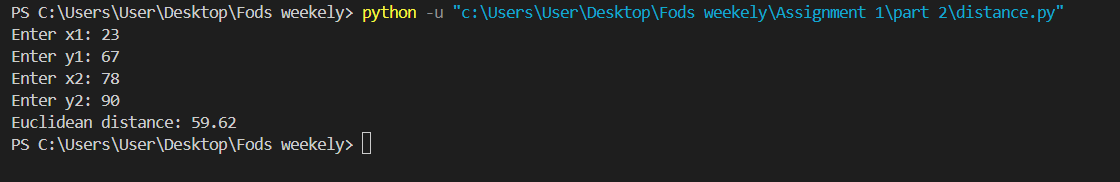 PS C:\Users\User\Desktop\Fods weekely> python -u "c:\Users\User\Desktop\Fods weekely\Assignment 1\part 2\distance.py"
Enter x1: 23
Enter y1: 67
Enter x2: 78
Enter y2: 90
Euclidean distance: 59.62
PS C:\Users\User\Desktop\Fods weekely>